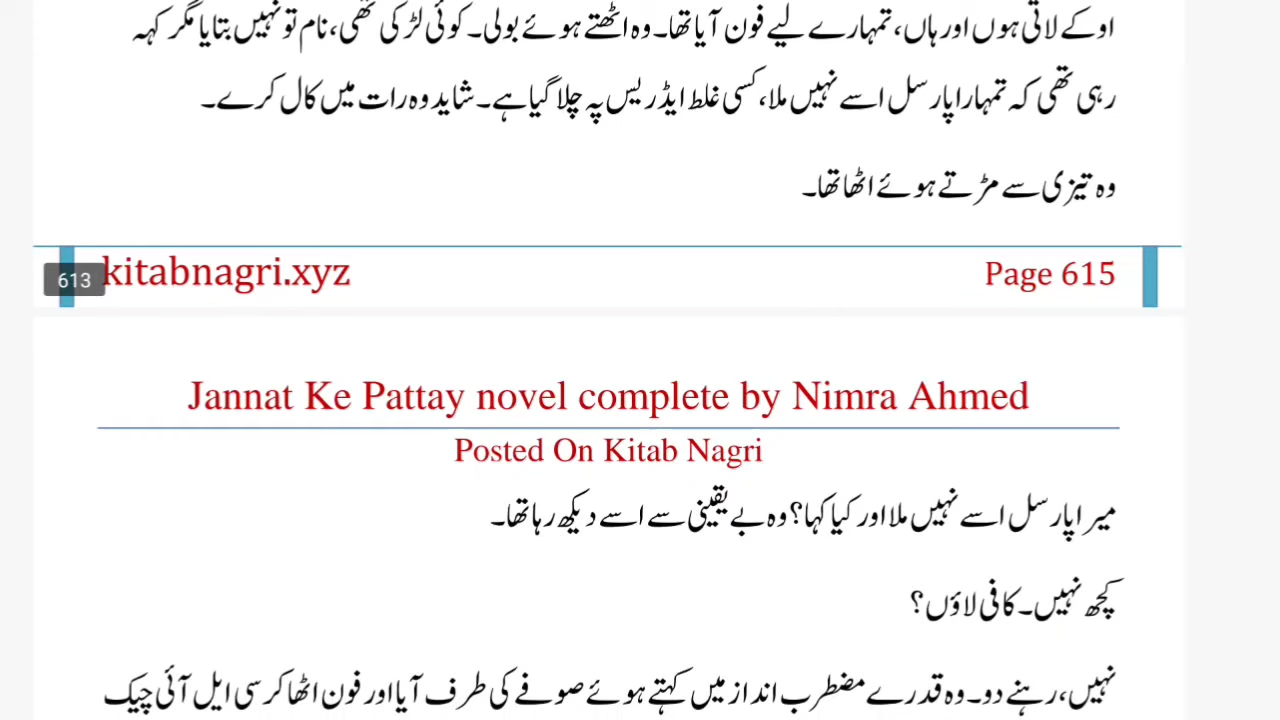 اوکے لاتی ہوں اور ہاں، تمہارے لیے فون آیا تھا۔ وہ اٹھتے ہوئے بولی۔ کوئی لڑکی تھی، نام تو نہیں بتایا مگر کہہ
رہی تھی کہ تمہارا پارسل اسے نہیں ملا، کسی غلط ایڈریس پہ چلا گیا ہے۔ شاید وہ رات میں کال کرے۔
وہ تیزی سے مڑتے ہوئے اٹھا تھا۔
613 kitabnagri.xyz Page 615
Jannat Ke Pattay novel complete by Nimra Ahmed
Posted On Kitab Nagri
میرا پارسل اسے نہیں ملا اور کیا کہا؟ وہ بے یقینی سے اسے دیکھ رہا تھا۔
کچھ نہیں۔ کافی لاؤں؟
نہیں، رہنے دو۔ وہ قدرے مضطرب انداز میں کہتے ہوئے صوفے کی طرف آیا اور فون اٹھا کر سی ایل آئی چیک